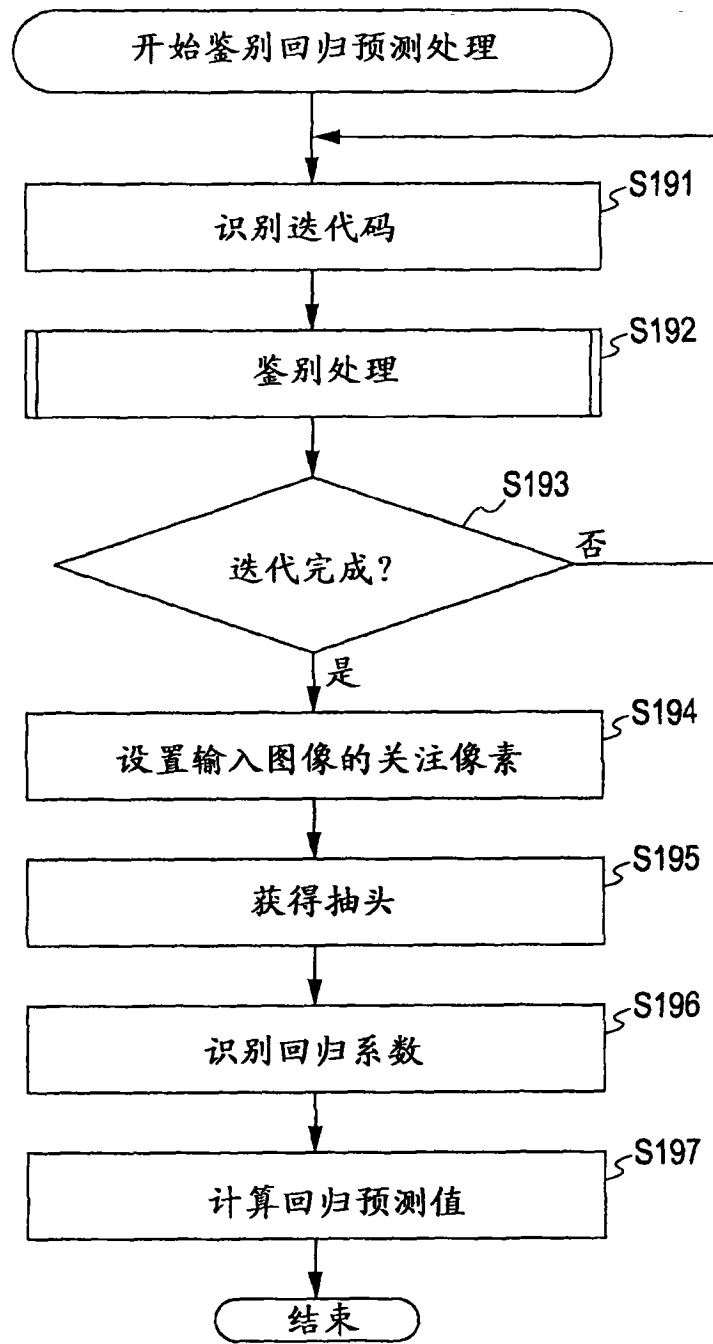 开始鉴别回归预测处理
S191
识别迭代码
S192
鉴别处理
S193
迭代完成?
否
是
S194
设置输入图像的关注像素
S195
获得抽头
S196
识别回归系数
S197
计算回归预测值
结束